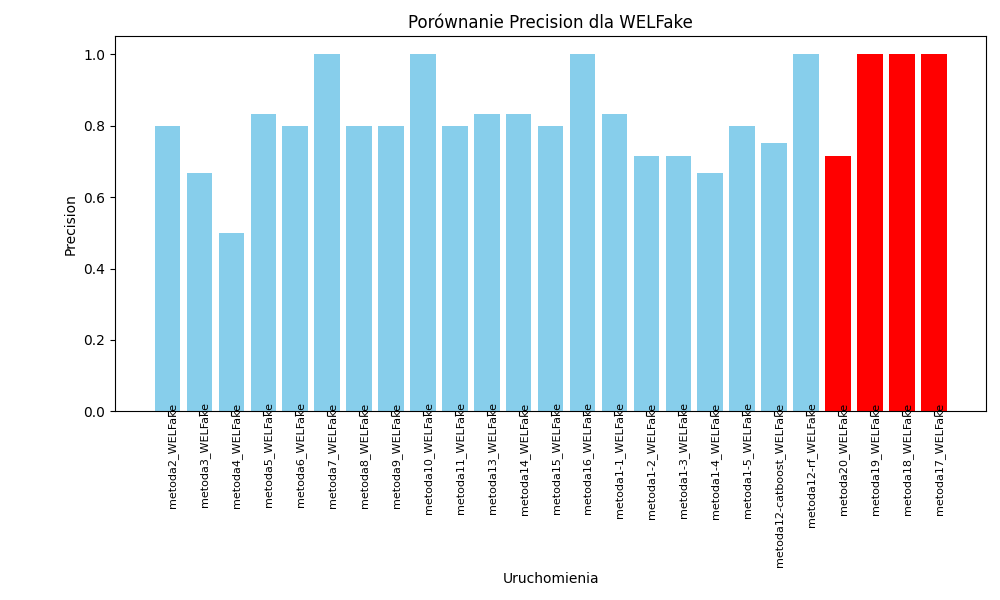 Porównanie Precision dla WELFake
Precision
1.0
0.8
0.6
0.4
0.2
0.0
metoda2_WELFake
metoda3_WELFake
metoda4_WELFake
metoda5_WELFake
metoda6_WELFake
metoda7_WELFake
metoda8_WELFake
metoda9_WELFake
metoda10_WELFake
metoda11_WELFake
metoda13_WELFake
metoda14_WELFake
metoda15_WELFake
metoda16_WELFake
metoda1-1_WELFake
metoda1-2_WELFake
metoda1-3_WELFake
metoda1-4_WELFake
metoda1-5_WELFake
metoda12-catboost_WELFake
metoda12-rf_WELFake
metoda20_WELFake
metoda19_WELFake
metoda18_WELFake
metoda17_WELFake
Uruchomienia